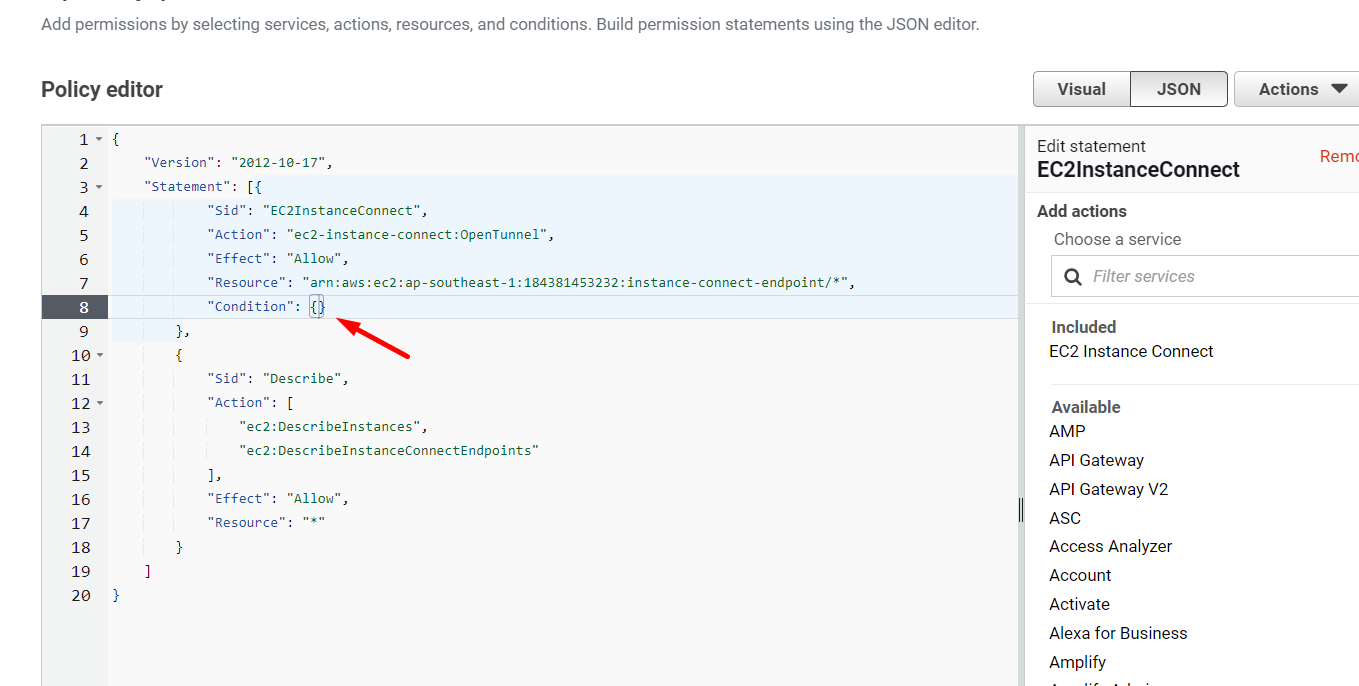 Add permissions by selecting services, actions, resources, and conditions. Build permission statements using the JSON editor.
Policy editor
Visual
JSON
Actions
1 {
2 "Version": "2012-10-17",
3 "Statement": [{
4 "Sid": "EC2InstanceConnect",
5 "Action": "ec2-instance-connect:OpenTunnel",
6 "Effect": "Allow",
7 "Resource": "arn:aws:ec2:ap-southeast-1:184381453232:instance-connect-endpoint/*",
8 "Condition": {}
9 },
10 {
11 "Sid": "Describe",
12 "Action": [
13 "ec2:DescribeInstances",
14 "ec2:DescribeInstanceConnectEndpoints"
15 ],
16 "Effect": "Allow",
17 "Resource": "*"
18 }
19 ]
20 }
Edit statement
EC2InstanceConnect
Remo
Add actions
Choose a service
Filter services
Included
EC2 Instance Connect
Available
AMP
API Gateway
API Gateway V2
ASC
Access Analyzer
Account
Activate
Alexa for Business
Amplify